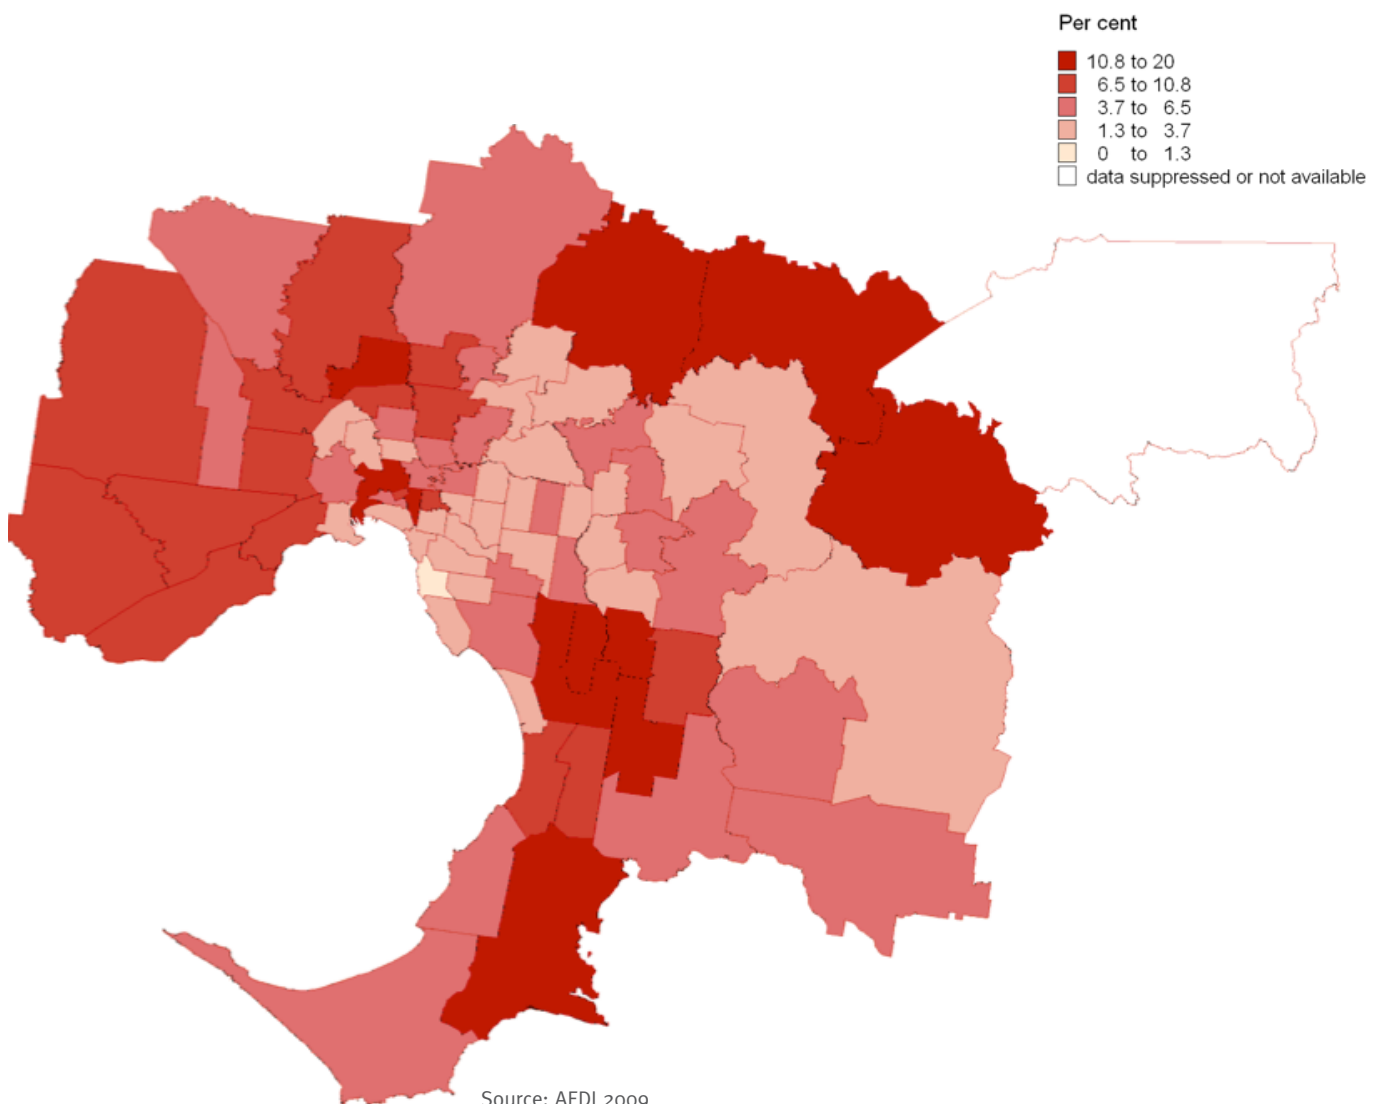 Per cent
10.8 to 20
6.5 to 10.8
3.7 to 6.5
1.3 to 3.7
0 to 1.3
data suppressed or not available
Source: AEDI 2009